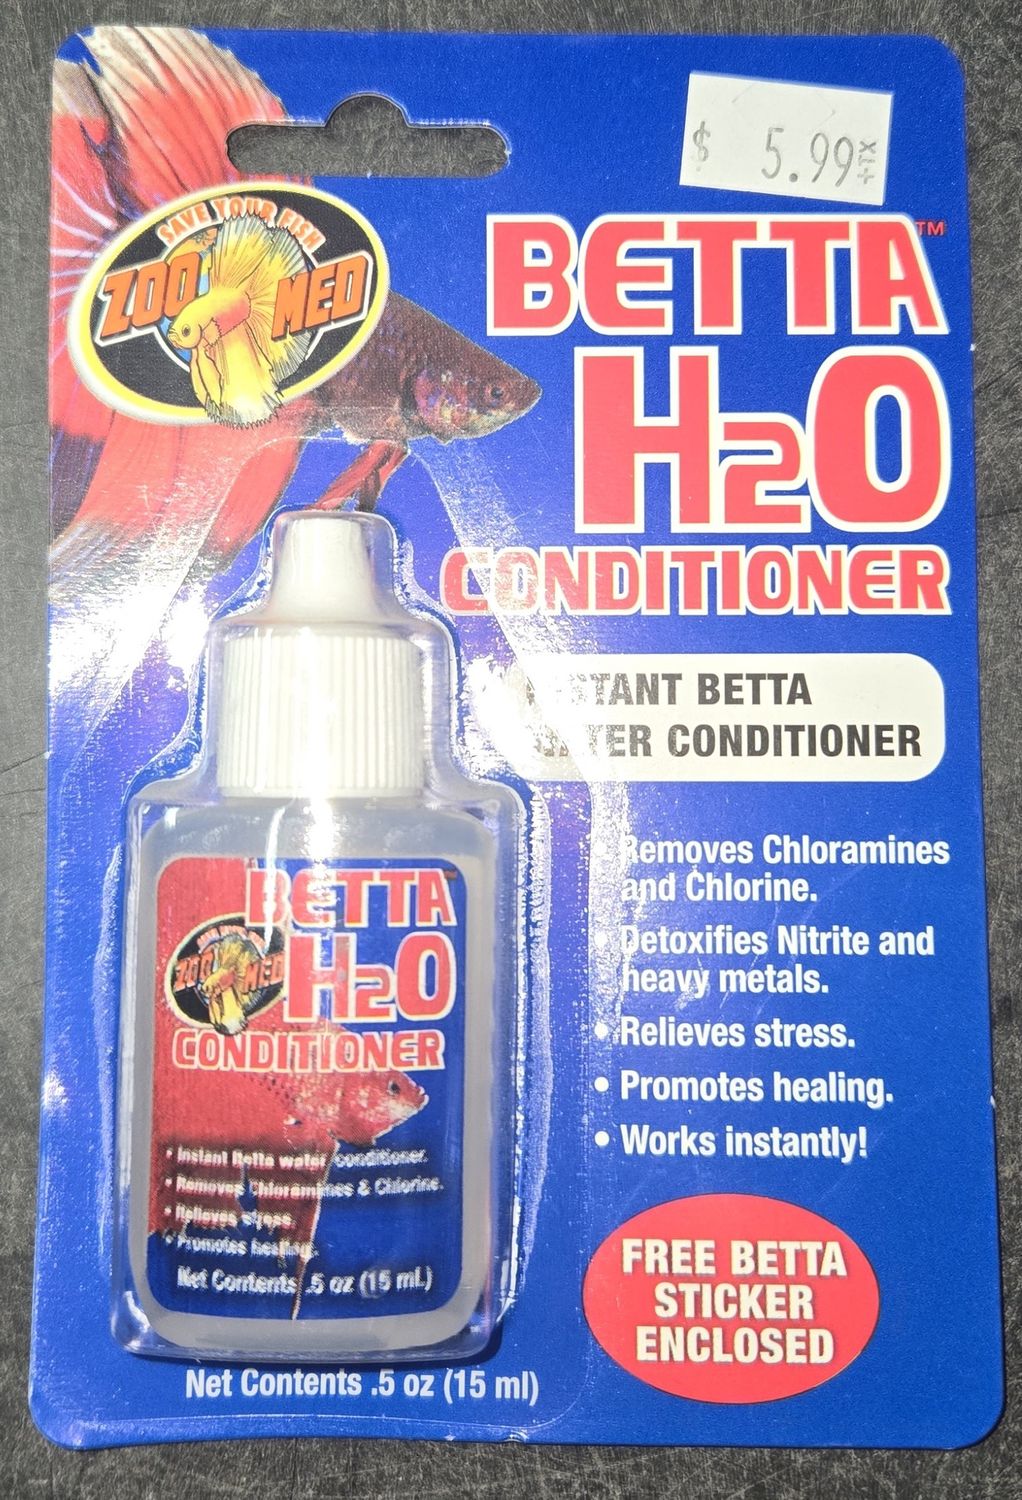 $ 5.99 +TX
SAVE YOUR FISH
ZOO MED
BETTA™
H2O
CONDITIONER
INSTANT BETTA
WATER CONDITIONER
Removes Chloramines
and Chlorine.
• Detoxifies Nitrite and
heavy metals.
• Relieves stress.
• Promotes healing.
• Works instantly!
FREE BETTA
STICKER
ENCLOSED
BETTA™
ZOO MED
H2O
CONDITIONER
• Instant Betta water conditioner.
• Removes Chloramines & Chlorine.
• Relieves stress.
• Promotes healing.
Net Contents .5 oz (15 mL)
Net Contents .5 oz (15 ml)